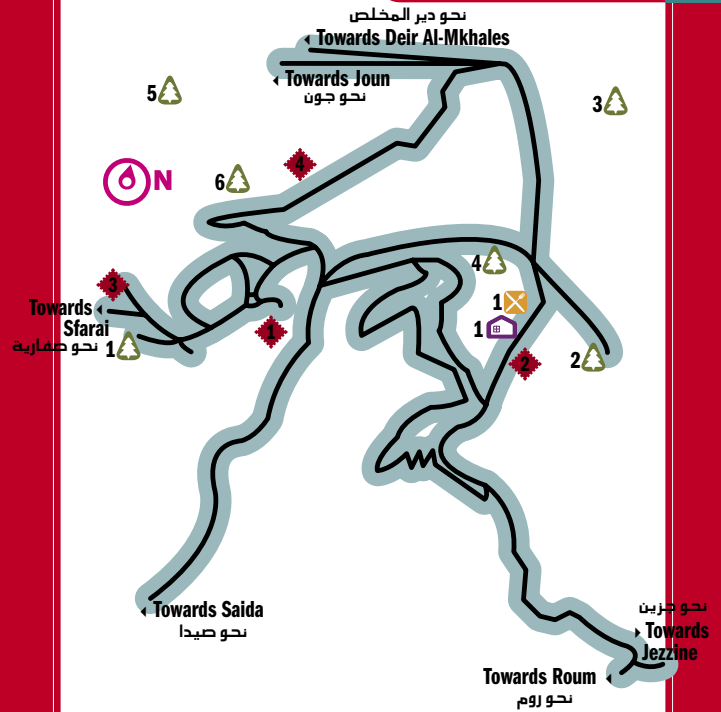 نحو دير المخلص
Towards Deir Al-Mkhales
Towards Joun
نحو جون
5
3
4
6
N
4
3
1
Towards
Sfarai
نحو صفارية
1
1
1
2
2
Towards Saida
نحو صيدا
نحو جزين
Towards
Jezzine
Towards Roum
نحو روم